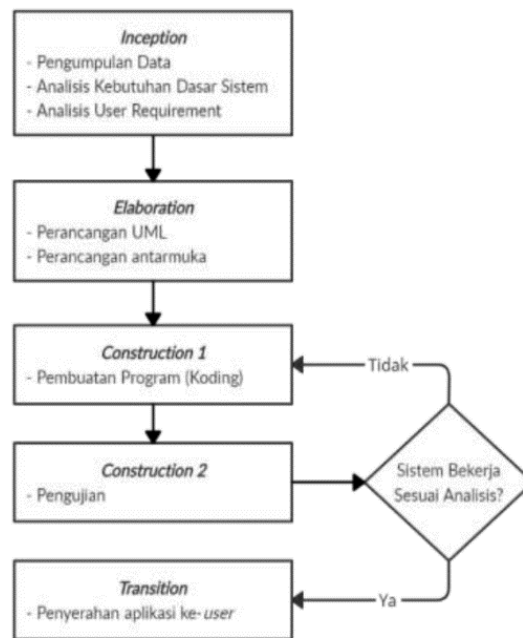 Inception
- Pengumpulan Data
- Analisis Kebutuhan Dasar Sistem
- Analisis User Requirement
Elaboration
- Perancangan UML
- Perancangan antarmuka
Construction 1
- Pembuatan Program (Koding)
Tidak
Construction 2
- Pengujian
Sistem Bekerja
Sesuai Analisis?
Transition
- Penyerahan aplikasi ke-user
Ya